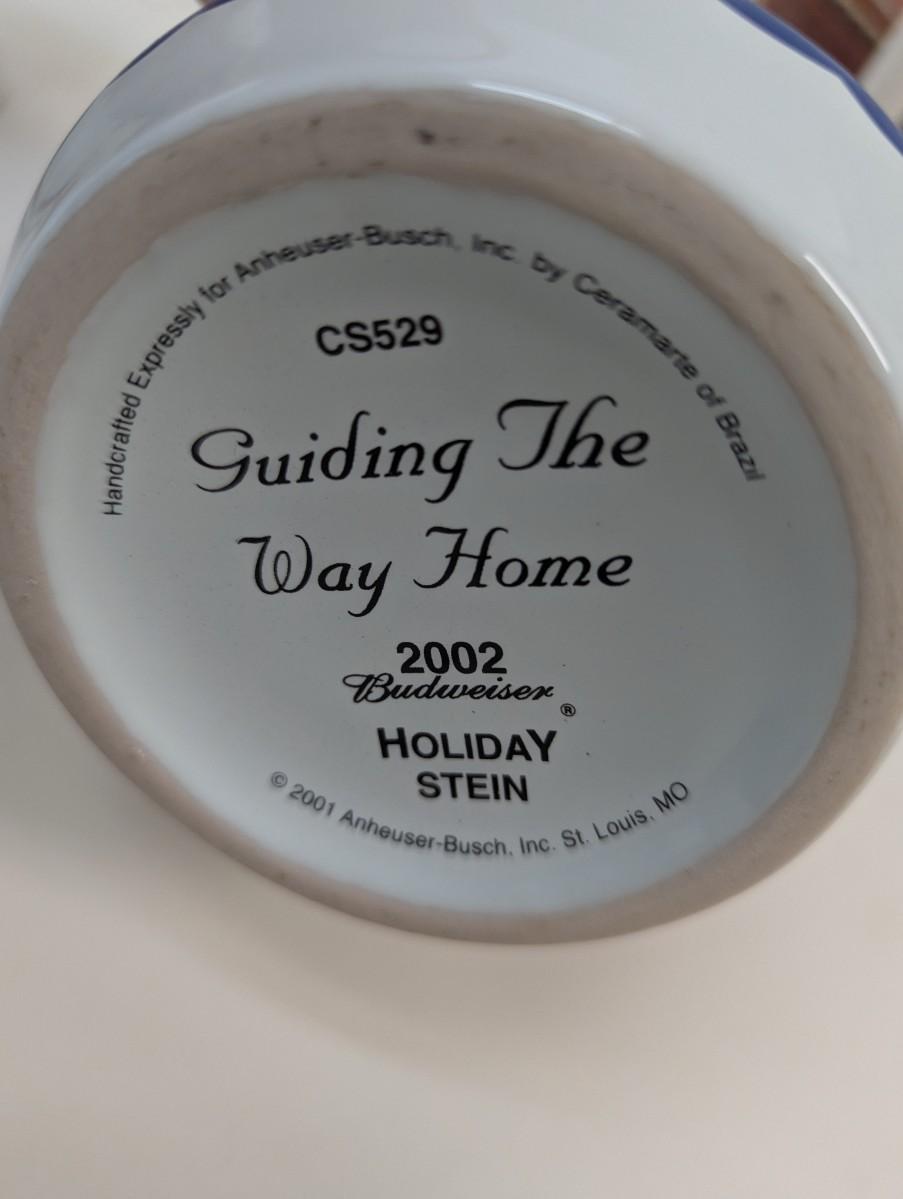 Handcrafted Expressly for Anheuser-Busch, Inc. by Ceramarte of Brazil
CS529
Guiding The
Way Home
2002
Budweiser®
HOLIDAY
STEIN
© 2001 Anheuser-Busch, Inc. St. Louis, MO